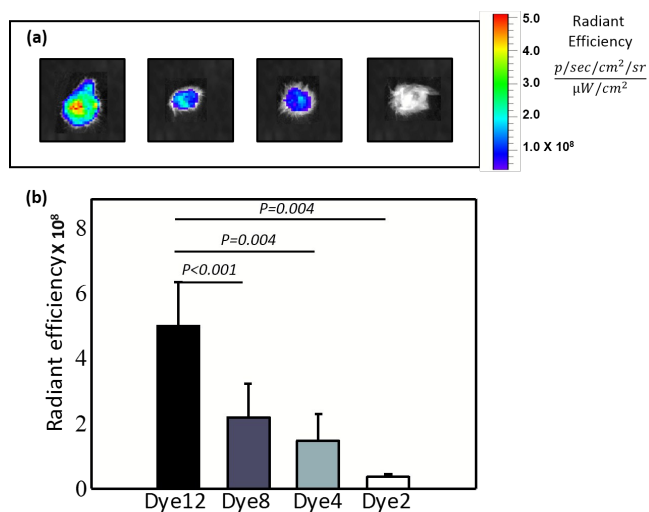 (a)
5.0
4.0
3.0
2.0
1.0 X 10⁸
Radiant
Efficiency
p/sec/cm²/sr
µW/cm²
(b)
Radiant efficiency X 10⁸
8
6
4
2
0
P=0.004
P=0.004
P<0.001
Dye12 Dye8 Dye4 Dye2